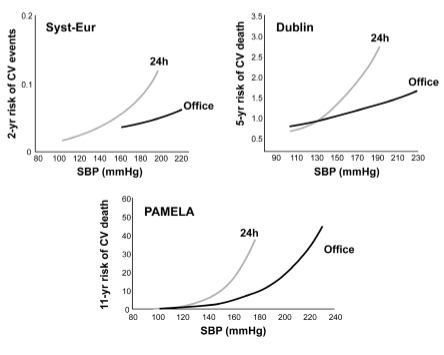 Syst-Eur
2-yr risk of CV events
0.2
0.1
0
24h
Office
80 100 120 140 160 180 200 220
SBP (mmHg)
Dublin
5-yr risk of CV death
3.5
3.0
2.5
2.0
1.5
1.0
0.5
24h
Office
90 110 130 150 170 190 210 230
SBP (mmHg)
PAMELA
11-yr risk of CV death
60
50
40
30
20
10
0
24h
Office
80 100 120 140 160 180 200 220 240
SBP (mmHg)